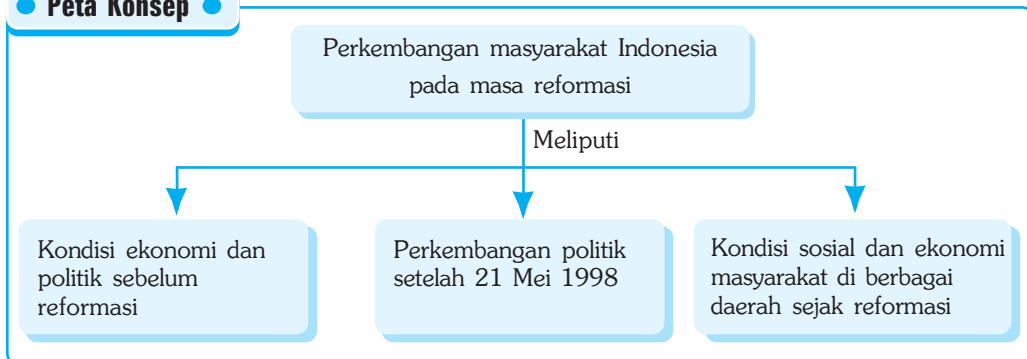 Peta Konsep
Perkembangan masyarakat Indonesia
pada masa reformasi
Meliputi
Kondisi ekonomi dan
politik sebelum
reformasi
Perkembangan politik
setelah 21 Mei 1998
Kondisi sosial dan ekonomi
masyarakat di berbagai
daerah sejak reformasi